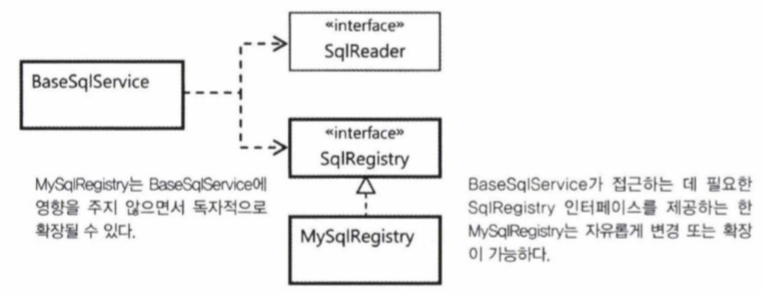 «interface»
SqlReader
BaseSqlService
«interface»
SqlRegistry
MySqlRegistry는 BaseSqlService에
영향을 주지 않으면서 독자적으로
확장될 수 있다.
MySqlRegistry
BaseSqlService가 접근하는 데 필요한
SqlRegistry 인터페이스를 제공하는 한
MySqlRegistry는 자유롭게 변경 또는 확장
이 가능하다.